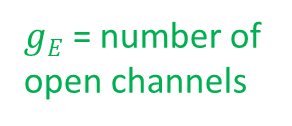 g_E = number of
open channels